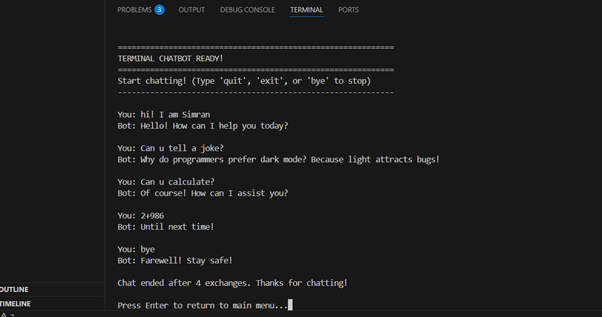 PROBLEMS 3 OUTPUT DEBUG CONSOLE TERMINAL PORTS
============================================================
TERMINAL CHATBOT READY!
============================================================
Start chatting! (Type 'quit', 'exit', or 'bye' to stop)
------------------------------------------------------------
You: hi! I am Simran
Bot: Hello! How can I help you today?
You: Can u tell a joke?
Bot: Why do programmers prefer dark mode? Because light attracts bugs!
You: Can u calculate?
Bot: Of course! How can I assist you?
You: 2+986
Bot: Until next time!
You: bye
Bot: Farewell! Stay safe!
Chat ended after 4 exchanges. Thanks for chatting!
Press Enter to return to main menu...
OUTLINE
TIMELINE